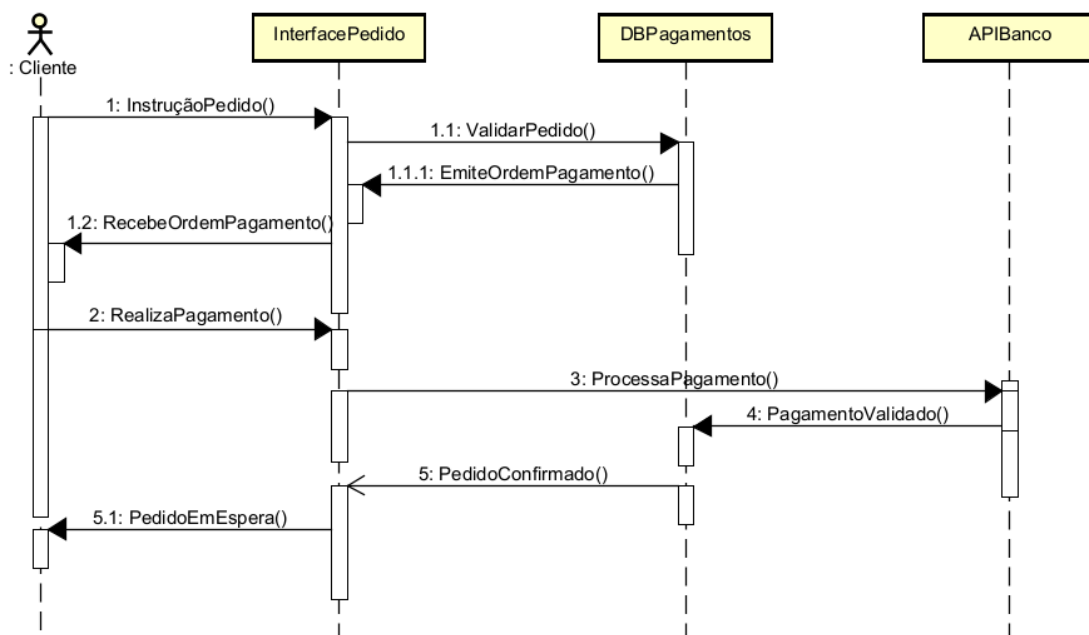 : Cliente
InterfacePedido
DBPagamentos
APIBanco
1: InstruçãoPedido()
1.1: ValidarPedido()
1.1.1: EmiteOrdemPagamento()
1.2: RecebeOrdemPagamento()
2: RealizaPagamento()
3: ProcessaPagamento()
4: PagamentoValidado()
5: PedidoConfirmado()
5.1: PedidoEmEspera()